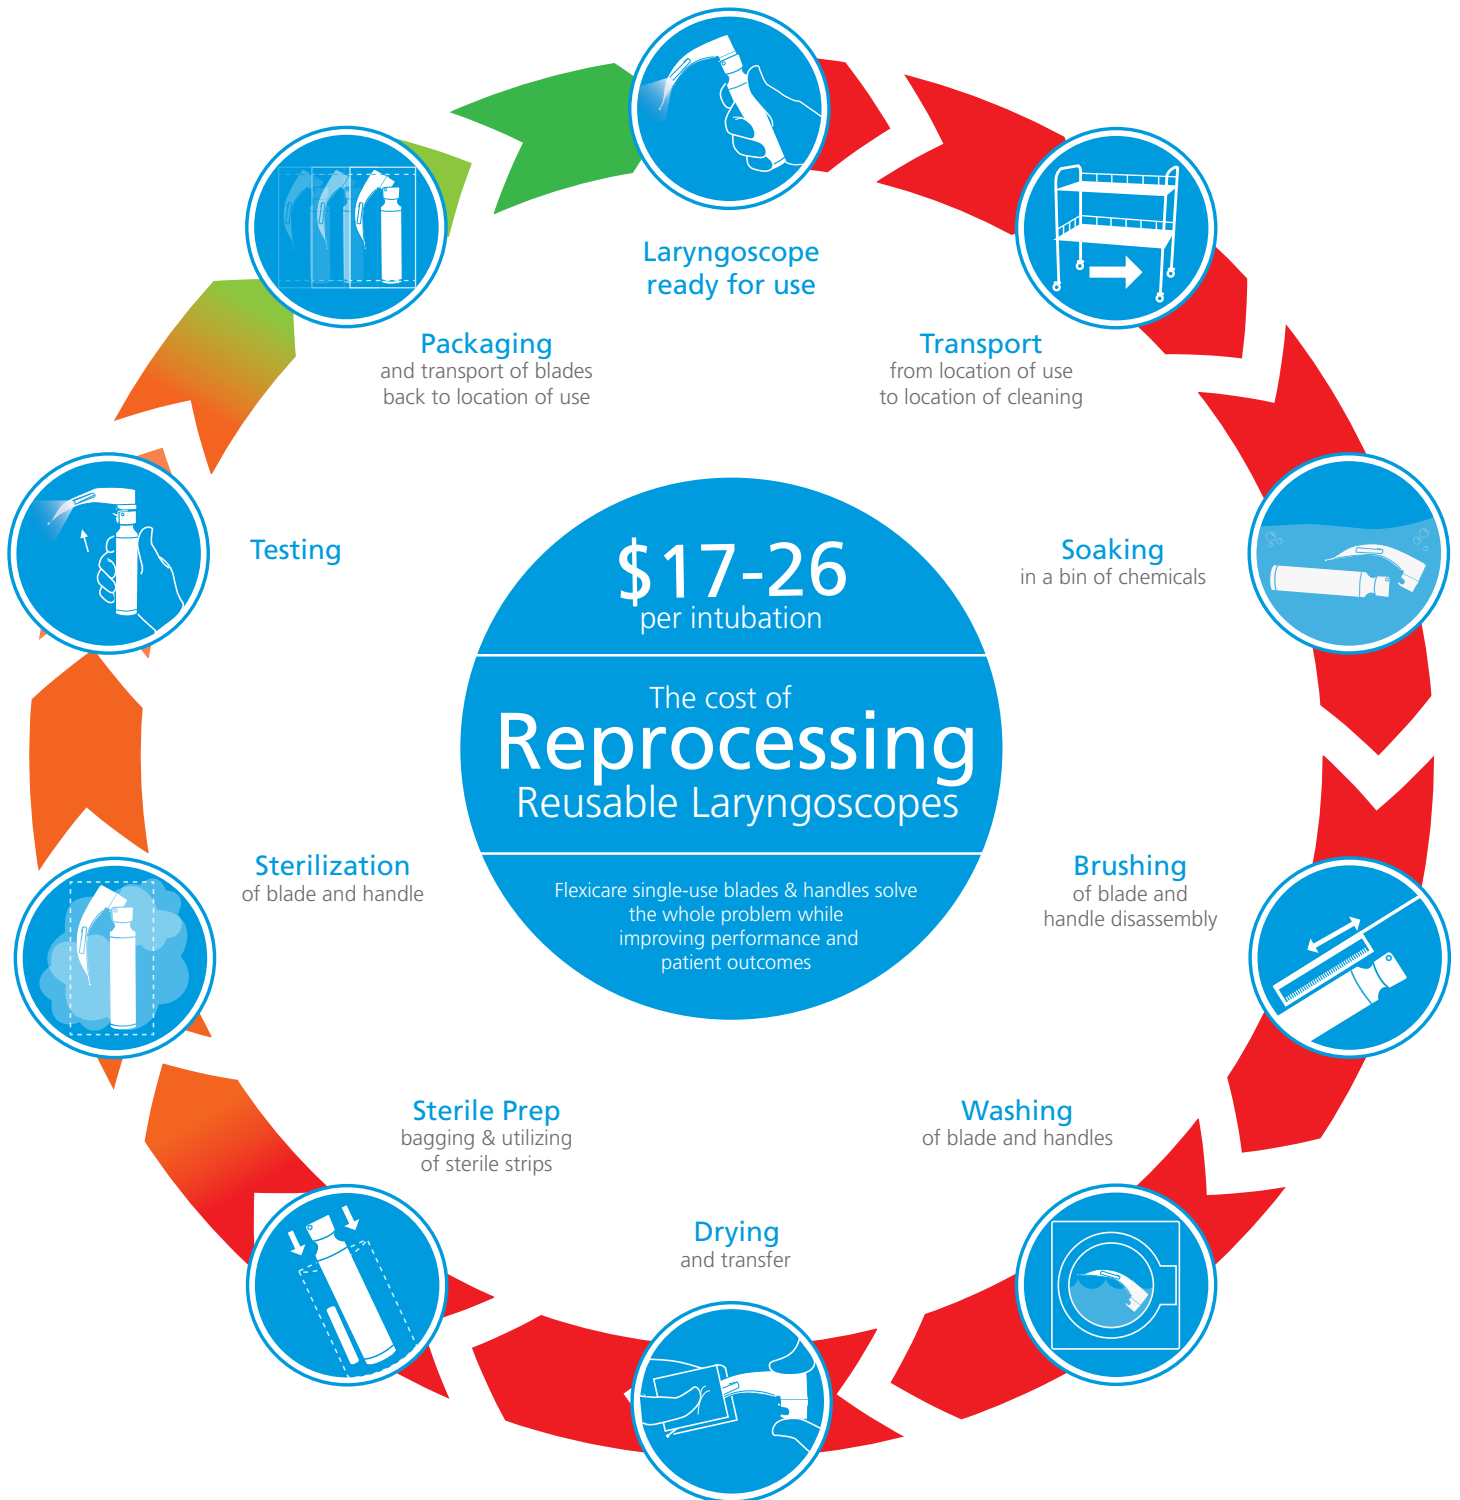 Laryngoscope
ready for use
Transport
from location of use
to location of cleaning
Soaking
in a bin of chemicals
Brushing
of blade and
handle disassembly
Washing
of blade and handles
Drying
and transfer
Sterile Prep
bagging & utilizing
of sterile strips
Sterilization
of blade and handle
Testing
Packaging
and transport of blades
back to location of use
$17-26
per intubation
The cost of
Reprocessing
Reusable Laryngoscopes
Flexicare single-use blades & handles solve
the whole problem while
improving performance and
patient outcomes